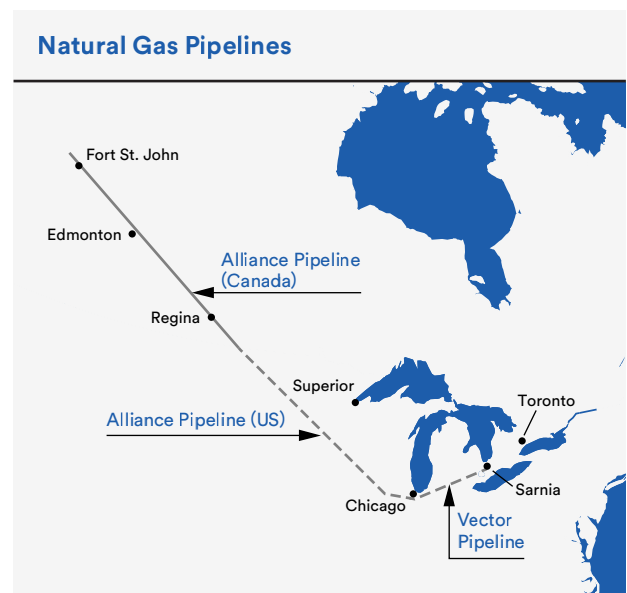 Natural Gas Pipelines
Fort St. John
Edmonton
Alliance Pipeline
(Canada)
Regina
Superior
Toronto
Alliance Pipeline (US)
Sarnia
Chicago
Vector
Pipeline